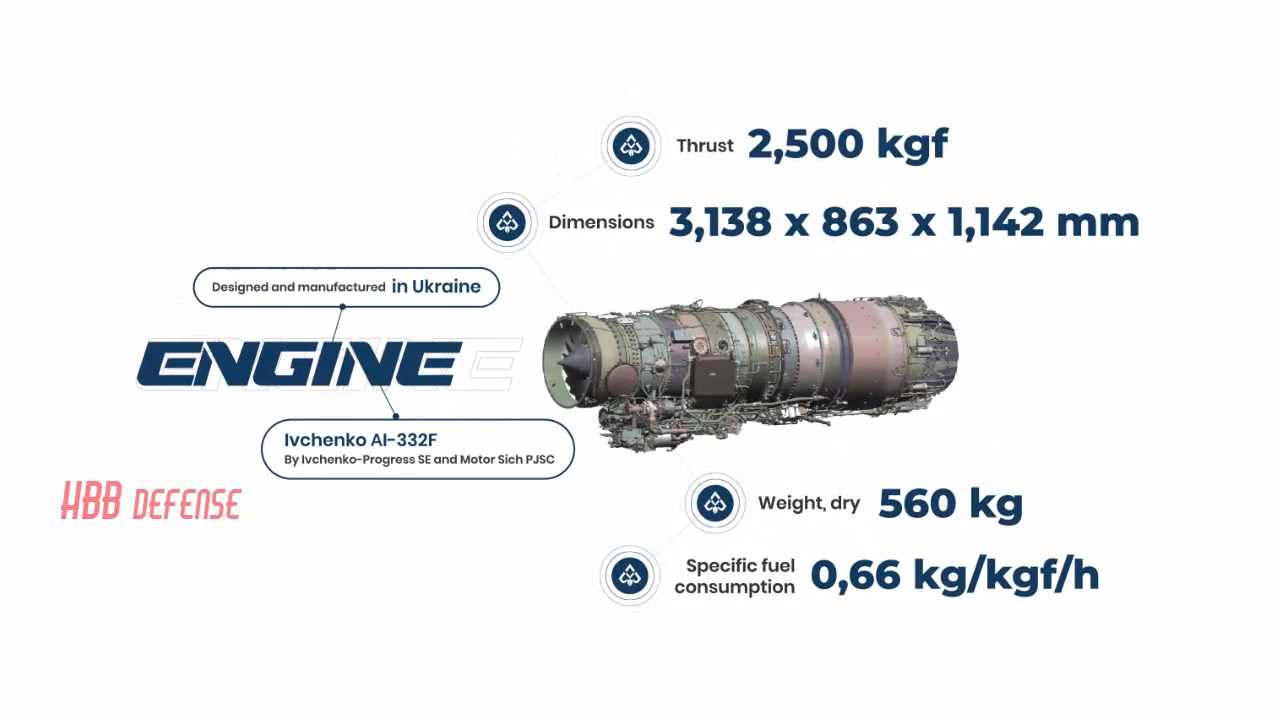 Thrust 2,500 kgf
Dimensions 3,138 x 863 x 1,142 mm
Designed and manufactured in Ukraine
ENGINE
Ivchenko AI-332F
By Ivchenko-Progress SE and Motor Sich PJSC
HBB DEFENSE
Weight, dry 560 kg
Specific fuel
consumption 0,66 kg/kgf/h